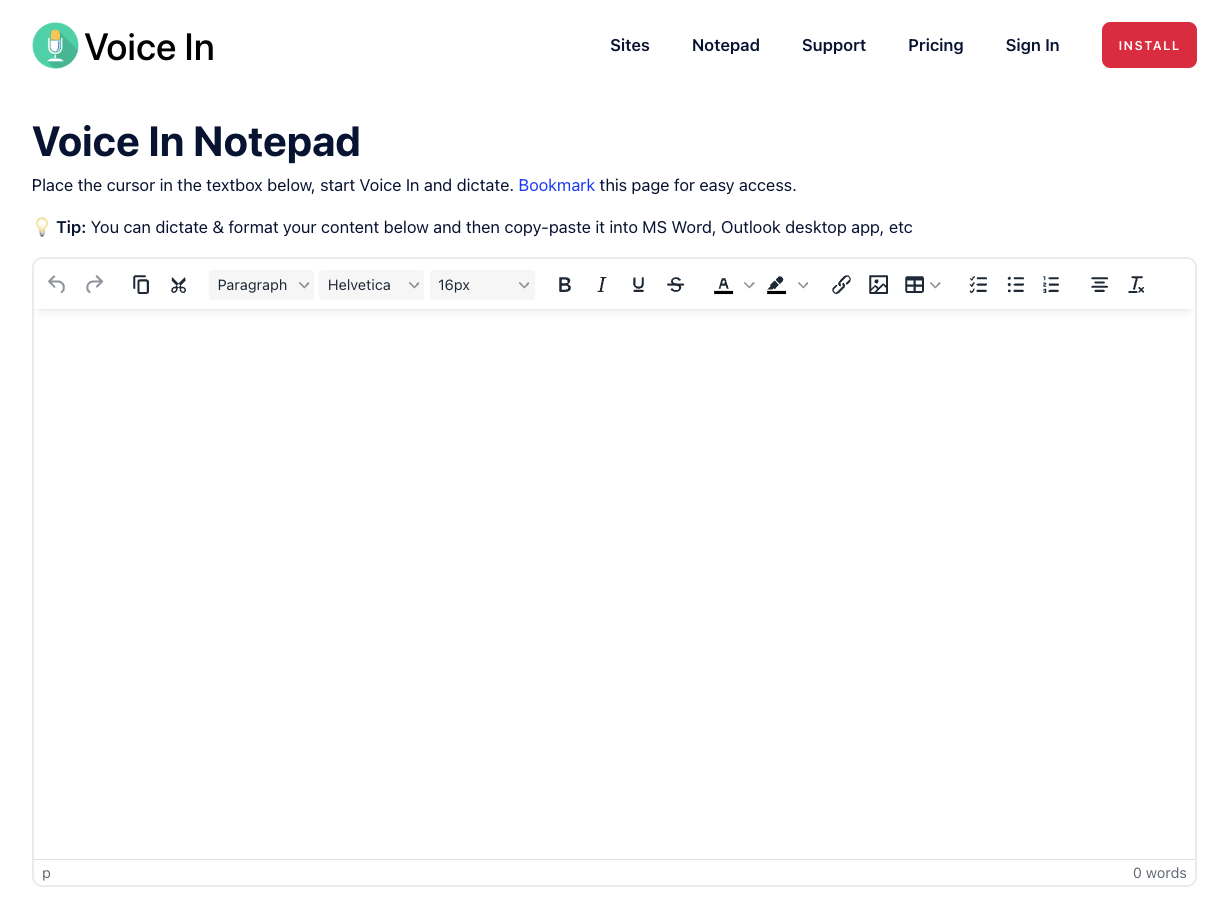 Voice In
Sites Notepad Support Pricing Sign In INSTALL
Voice In Notepad
Place the cursor in the textbox below, start Voice In and dictate. Bookmark this page for easy access.
Tip: You can dictate & format your content below and then copy-paste it into MS Word, Outlook desktop app, etc
Paragraph Helvetica 16px B I U S A
p 0 words